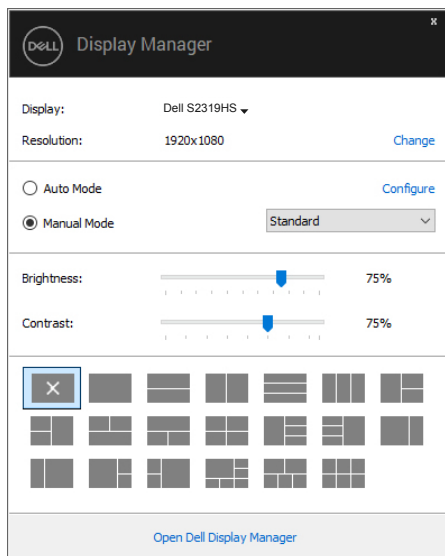 x
DELL Display Manager
Display: Dell S2319HS
Resolution: 1920x1080 Change
Auto Mode Configure
Manual Mode Standard
Brightness: 75%
Contrast: 75%
Open Dell Display Manager